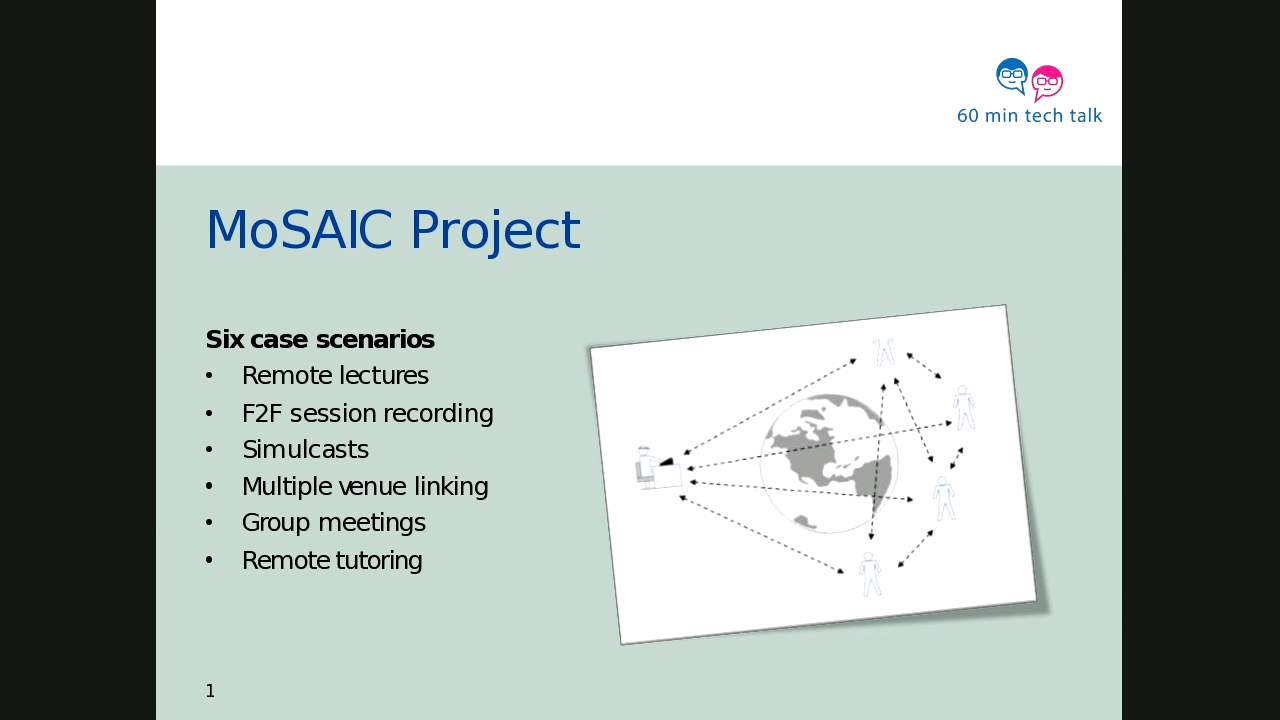 60 min tech talk
MoSAIC Project
Six case scenarios
• Remote lectures
• F2F session recording
• Simulcasts
• Multiple venue linking
• Group meetings
• Remote tutoring
1